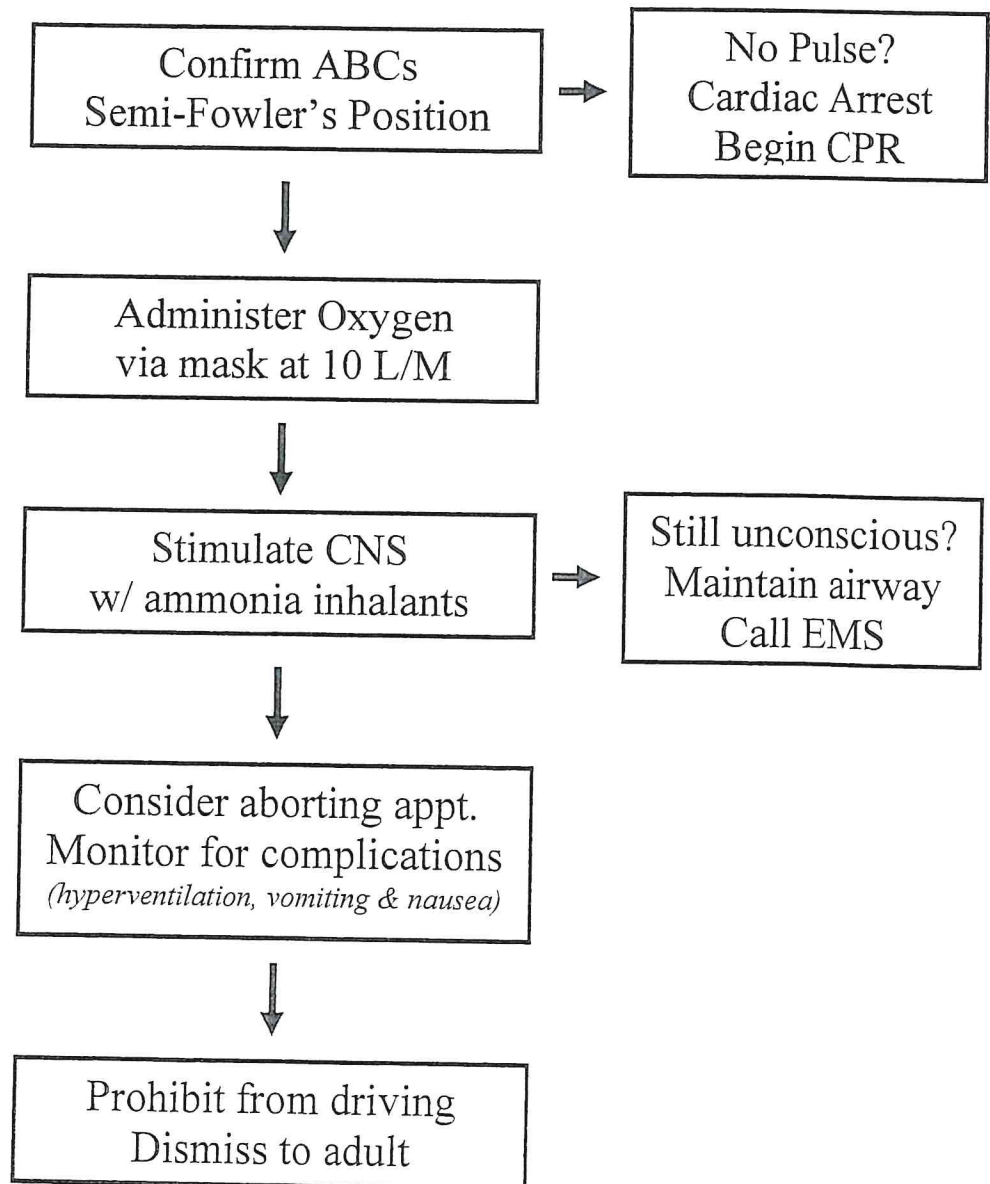 Confirm ABCs
Semi-Fowler's Position
No Pulse?
Cardiac Arrest
Begin CPR
Administer Oxygen
via mask at 10 L/M
Stimulate CNS
w/ ammonia inhalants
Still unconscious?
Maintain airway
Call EMS
Consider aborting appt.
Monitor for complications
(hyperventilation, vomiting & nausea)
Prohibit from driving
Dismiss to adult